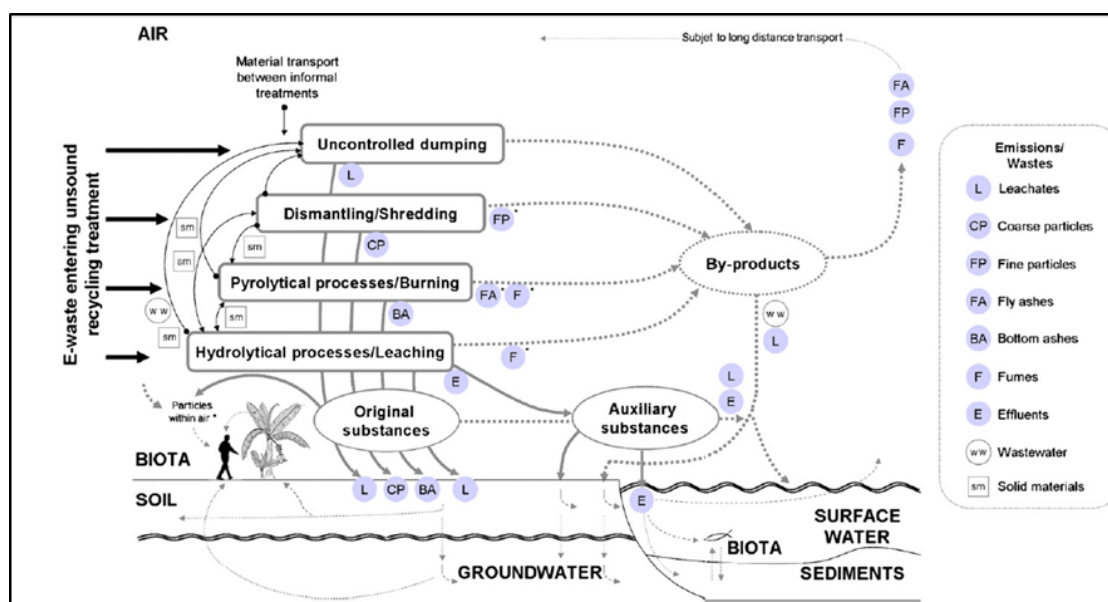 AIR
Subjet to long distance transport
Material transport
between informal
treatments
FA
FP
F
E-waste entering unsound
recycling treatment
Uncontrolled dumping
L
Dismantling/Shredding
FP*
sm
CP
sm
sm
By-products
Pyrolytical processes/Burning
FA F*
BA
ww
sm
sm
ww
L
Hydrolytical processes/Leaching
F*
E
L
E
Particles
within air *
Original
substances
Auxiliary
substances
BIOTA
SOIL
L CP BA L
E
SURFACE
WATER
BIOTA
GROUNDWATER
SEDIMENTS
Emissions/
Wastes
L Leachates
CP Coarse particles
FP Fine particles
FA Fly ashes
BA Bottom ashes
F Fumes
E Effluents
ww Wastewater
sm Solid materials